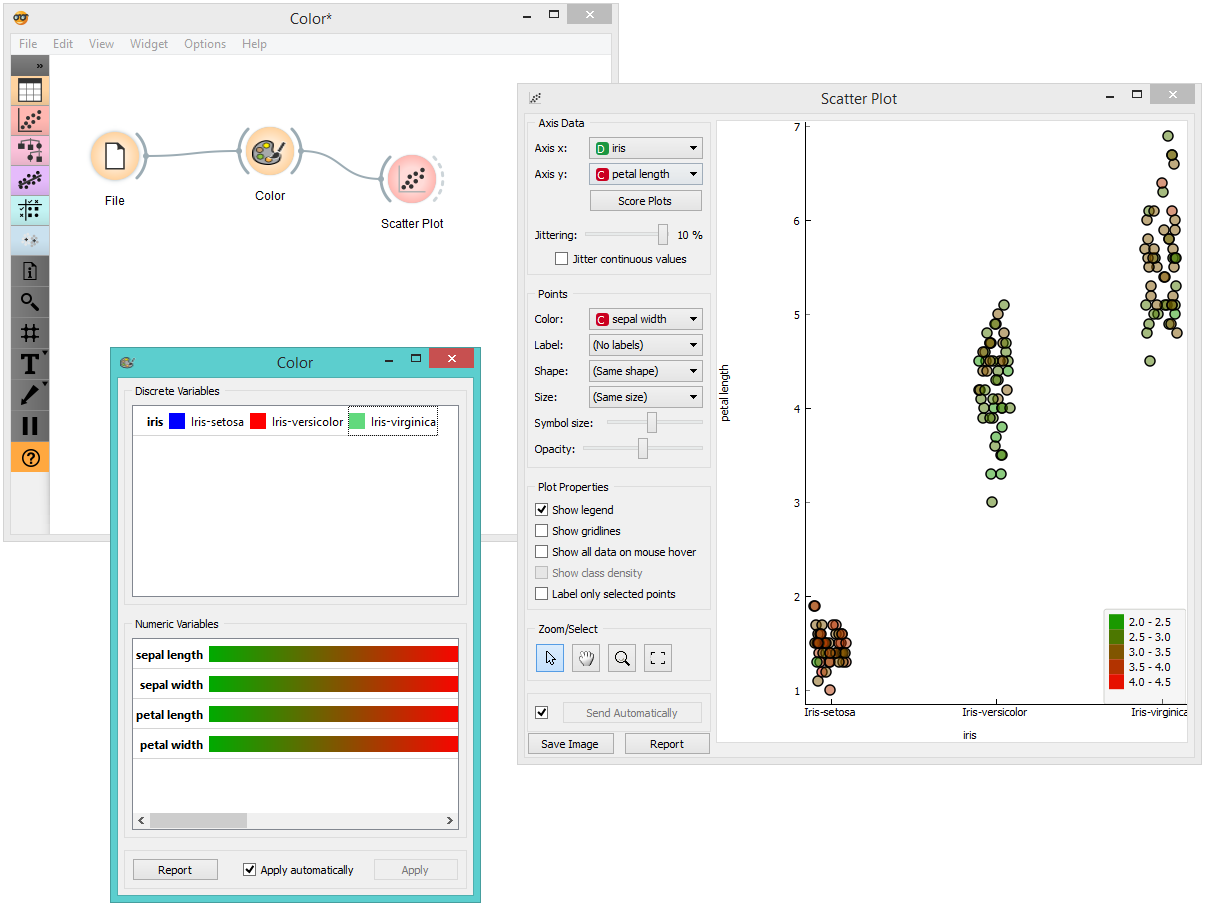 Color*
File Edit View Widget Options Help
»
File
Color
Scatter Plot
Color
Discrete Variables
iris Iris-setosa Iris-versicolor Iris-virginica
Numeric Variables
sepal length
sepal width
petal length
petal width
Report Apply automatically Apply
Scatter Plot
Axis Data
Axis x: D iris
Axis y: C petal length
Score Plots
Jittering: 10 %
Jitter continuous values
Points
Color: C sepal width
Label: (No labels)
Shape: (Same shape)
Size: (Same size)
Symbol size:
Opacity:
Plot Properties
Show legend
Show gridlines
Show all data on mouse hover
Show class density
Label only selected points
Zoom/Select
Send Automatically
Save Image Report
7
6
5
4
3
2
1
petal length
2.0 - 2.5
2.5 - 3.0
3.0 - 3.5
3.5 - 4.0
4.0 - 4.5
Iris-setosa Iris-versicolor Iris-virginica
iris